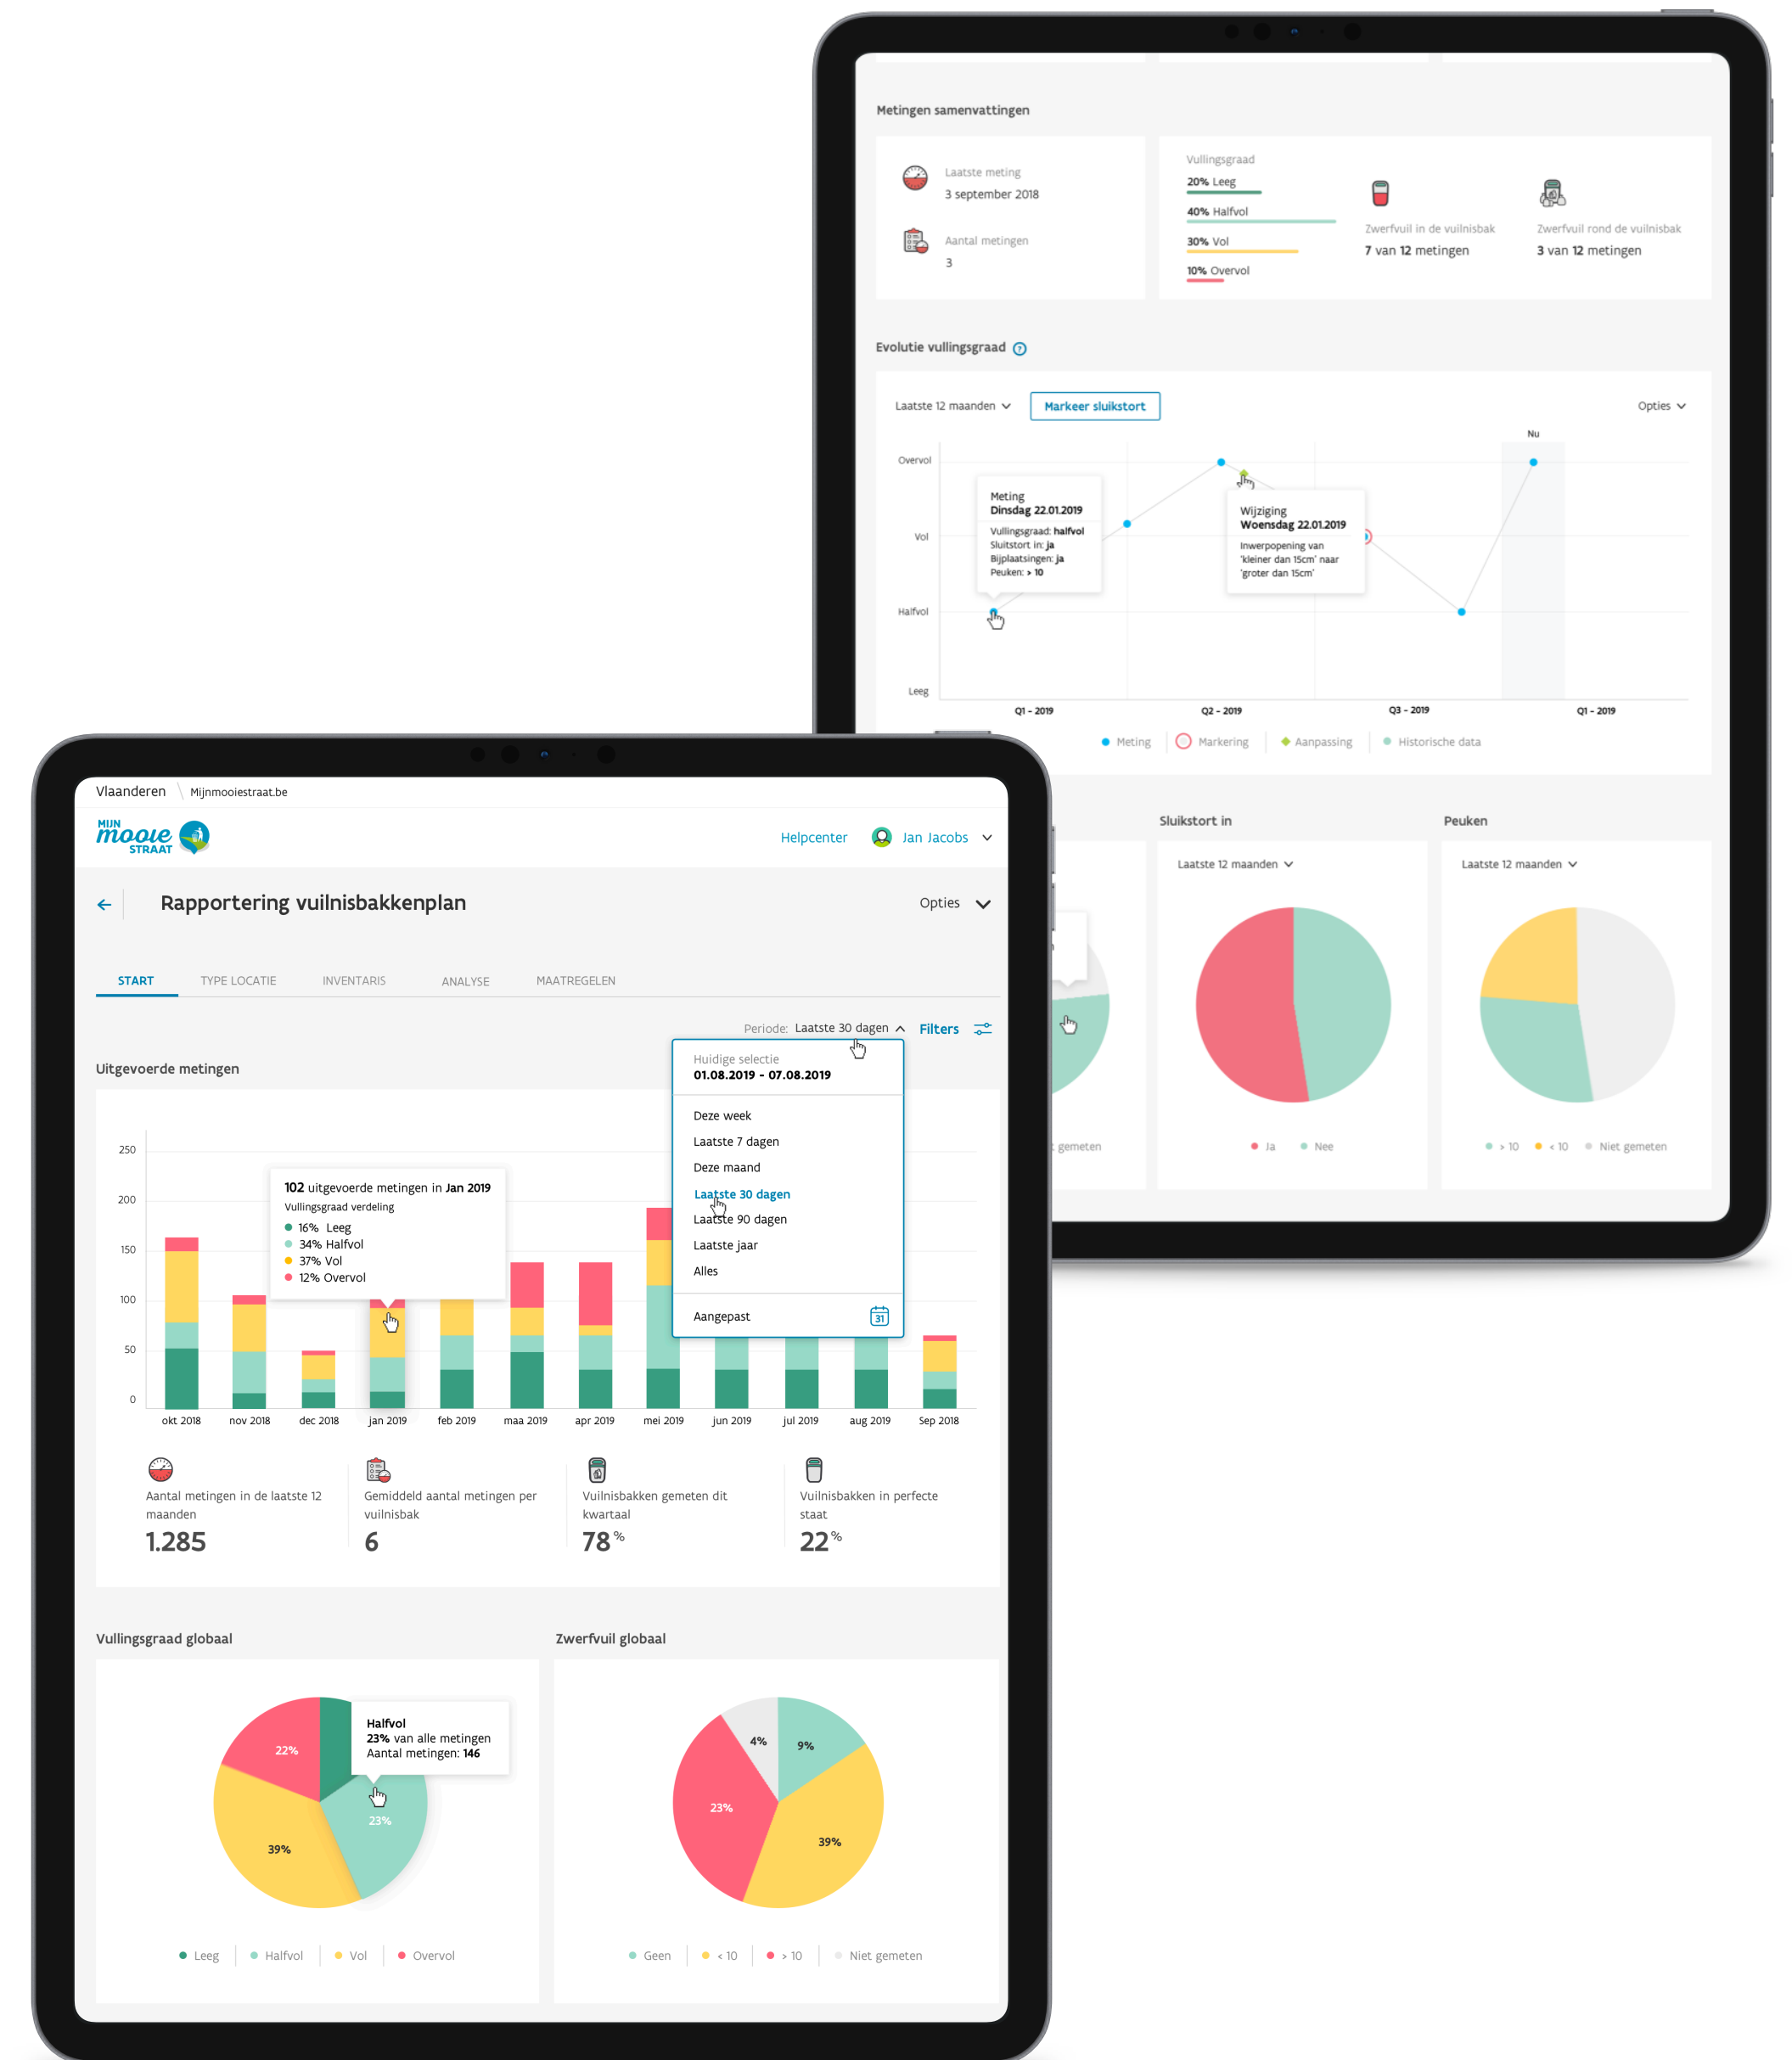 Metingen samenvattingen
Laatste meting
3 september 2018
Aantal metingen
3
Vullingsgraad
20% Leeg
40% Halfvol
30% Vol
10% Overvol
Zwerfvuil in de vuilnisbak
7 van 12 metingen
Zwerfvuil rond de vuilnisbak
3 van 12 metingen
Evolutie vullingsgraad ?
Laatste 12 maanden
Markeer sluikstort
Opties
Nu
Overvol
Vol
Halfvol
Leeg
Meting
Dinsdag 22.01.2019
Vullingsgraad: halfvol
Sluitstort in: ja
Bijplaatsingen: ja
Peuken: > 10
Wijziging
Woensdag 22.01.2019
Inwerpopening van
'kleiner dan 15cm' naar
'groter dan 15cm'
Q1 - 2019
Q2 - 2019
Q3 - 2019
Q1 - 2019
Meting
Markering
Aanpassing
Historische data
Sluikstort in
Laatste 12 maanden
Ja
Nee
Peuken
Laatste 12 maanden
> 10
< 10
Niet gemeten
gemeten
Vlaanderen
Mijnmooiestraat.be
MIJN
mooie
STRAAT
Helpcenter
Jan Jacobs
Rapportering vuilnisbakkenplan
Opties
START
TYPE LOCATIE
INVENTARIS
ANALYSE
MAATREGELEN
Periode: Laatste 30 dagen
Filters
Huidige selectie
01.08.2019 - 07.08.2019
Deze week
Laatste 7 dagen
Deze maand
Laatste 30 dagen
Laatste 90 dagen
Laatste jaar
Alles
Aangepast
31
Uitgevoerde metingen
250
200
150
100
50
0
102 uitgevoerde metingen in Jan 2019
Vullingsgraad verdeling
16% Leeg
34% Halfvol
37% Vol
12% Overvol
okt 2018
nov 2018
dec 2018
jan 2019
feb 2019
maa 2019
apr 2019
mei 2019
jun 2019
jul 2019
aug 2019
Sep 2018
Aantal metingen in de laatste 12
maanden
1.285
Gemiddeld aantal metingen per
vuilnisbak
6
Vuilnisbakken gemeten dit
kwartaal
78%
Vuilnisbakken in perfecte
staat
22%
Vullingsgraad globaal
Halfvol
23% van alle metingen
Aantal metingen: 146
22%
23%
39%
Leeg
Halfvol
Vol
Overvol
Zwerfvuil globaal
4%
9%
23%
39%
Geen
< 10
> 10
Niet gemeten